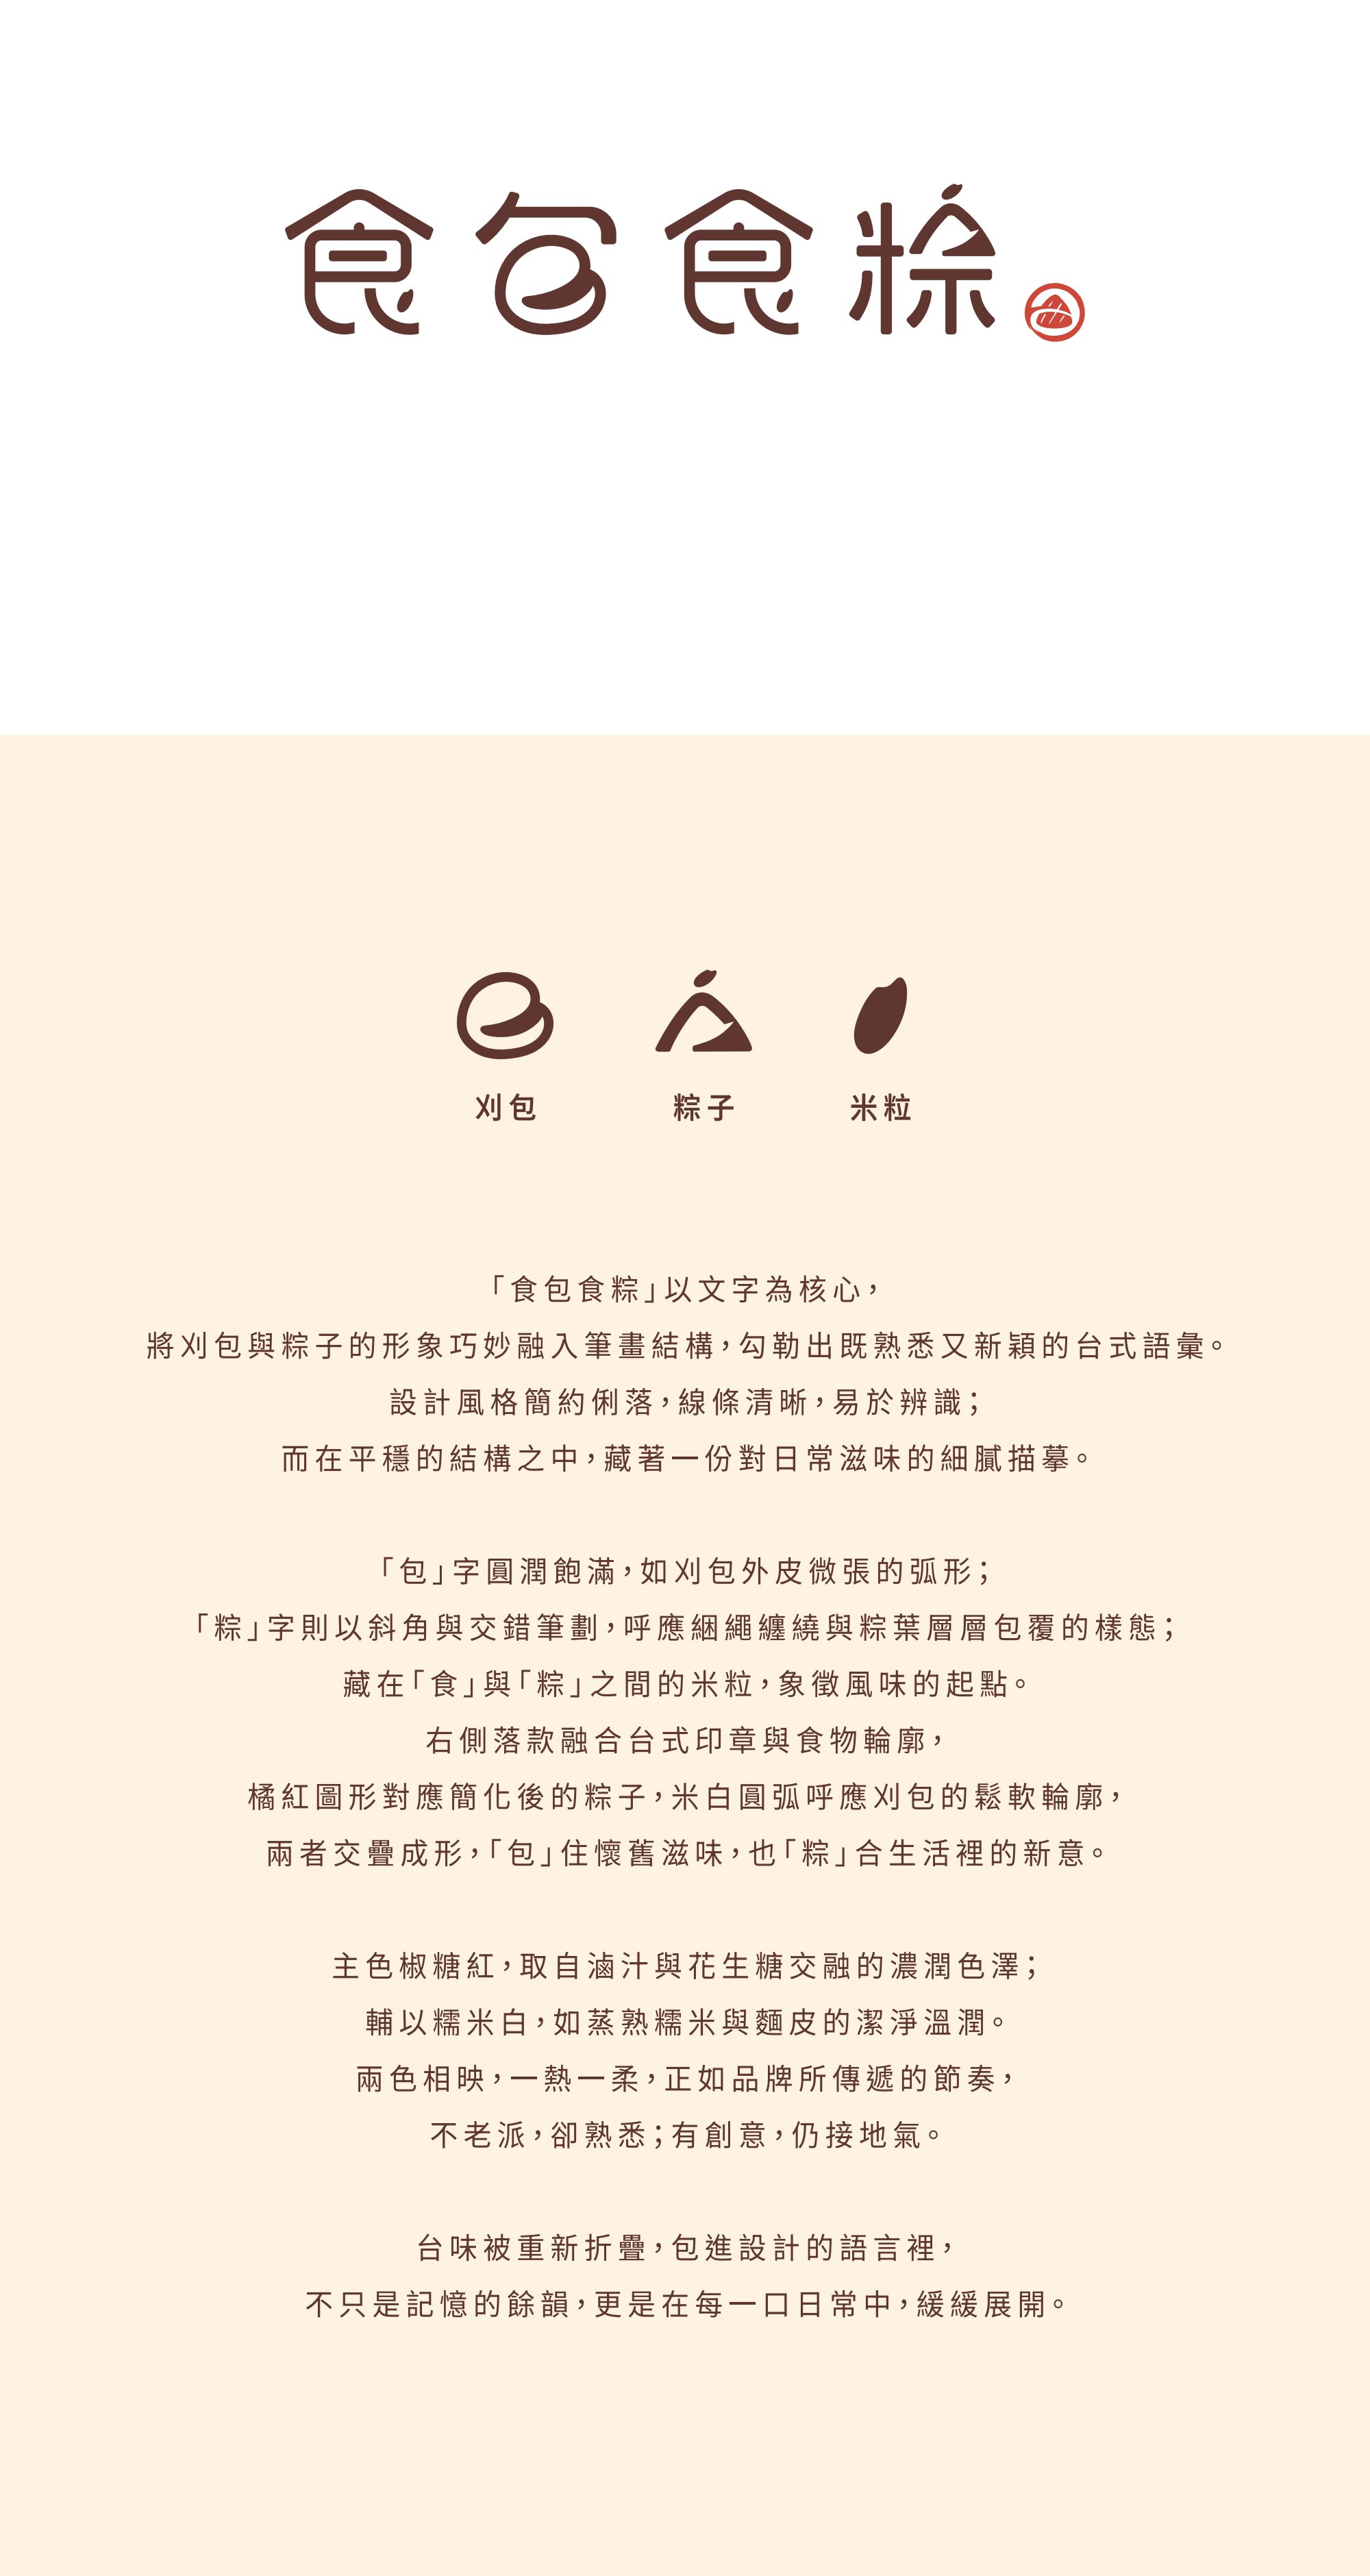 食包食粽
刈包
粽子
米粒
「食包食粽」以文字為核心，
將刈包與粽子的形象巧妙融入筆畫結構，勾勒出既熟悉又新穎的台式語彙。
設計風格簡約俐落，線條清晰，易於辨識；
而在平穩的結構之中，藏著一份對日常滋味的細膩描摹。
「包」字圓潤飽滿，如刈包外皮微張的弧形；
「粽」字則以斜角與交錯筆劃，呼應綑繩纏繞與粽葉層層包覆的樣態；
藏在「食」與「粽」之間的米粒，象徵風味的起點。
右側落款融合台式印章與食物輪廓，
橘紅圖形對應簡化後的粽子，米白圓弧呼應刈包的鬆軟輪廓，
兩者交疊成形，「包」住懷舊滋味，也「粽」合生活裡的新意。
主色椒糖紅，取自滷汁與花生糖交融的濃潤色澤；
輔以糯米白，如蒸熟糯米與麵皮的潔淨溫潤。
兩色相映，一熱一柔，正如品牌所傳遞的節奏，
不老派，卻熟悉；有創意，仍接地氣。
台味被重新折疊，包進設計的語言裡，
不只是記憶的餘韻，更是在每一口日常中，緩緩展開。